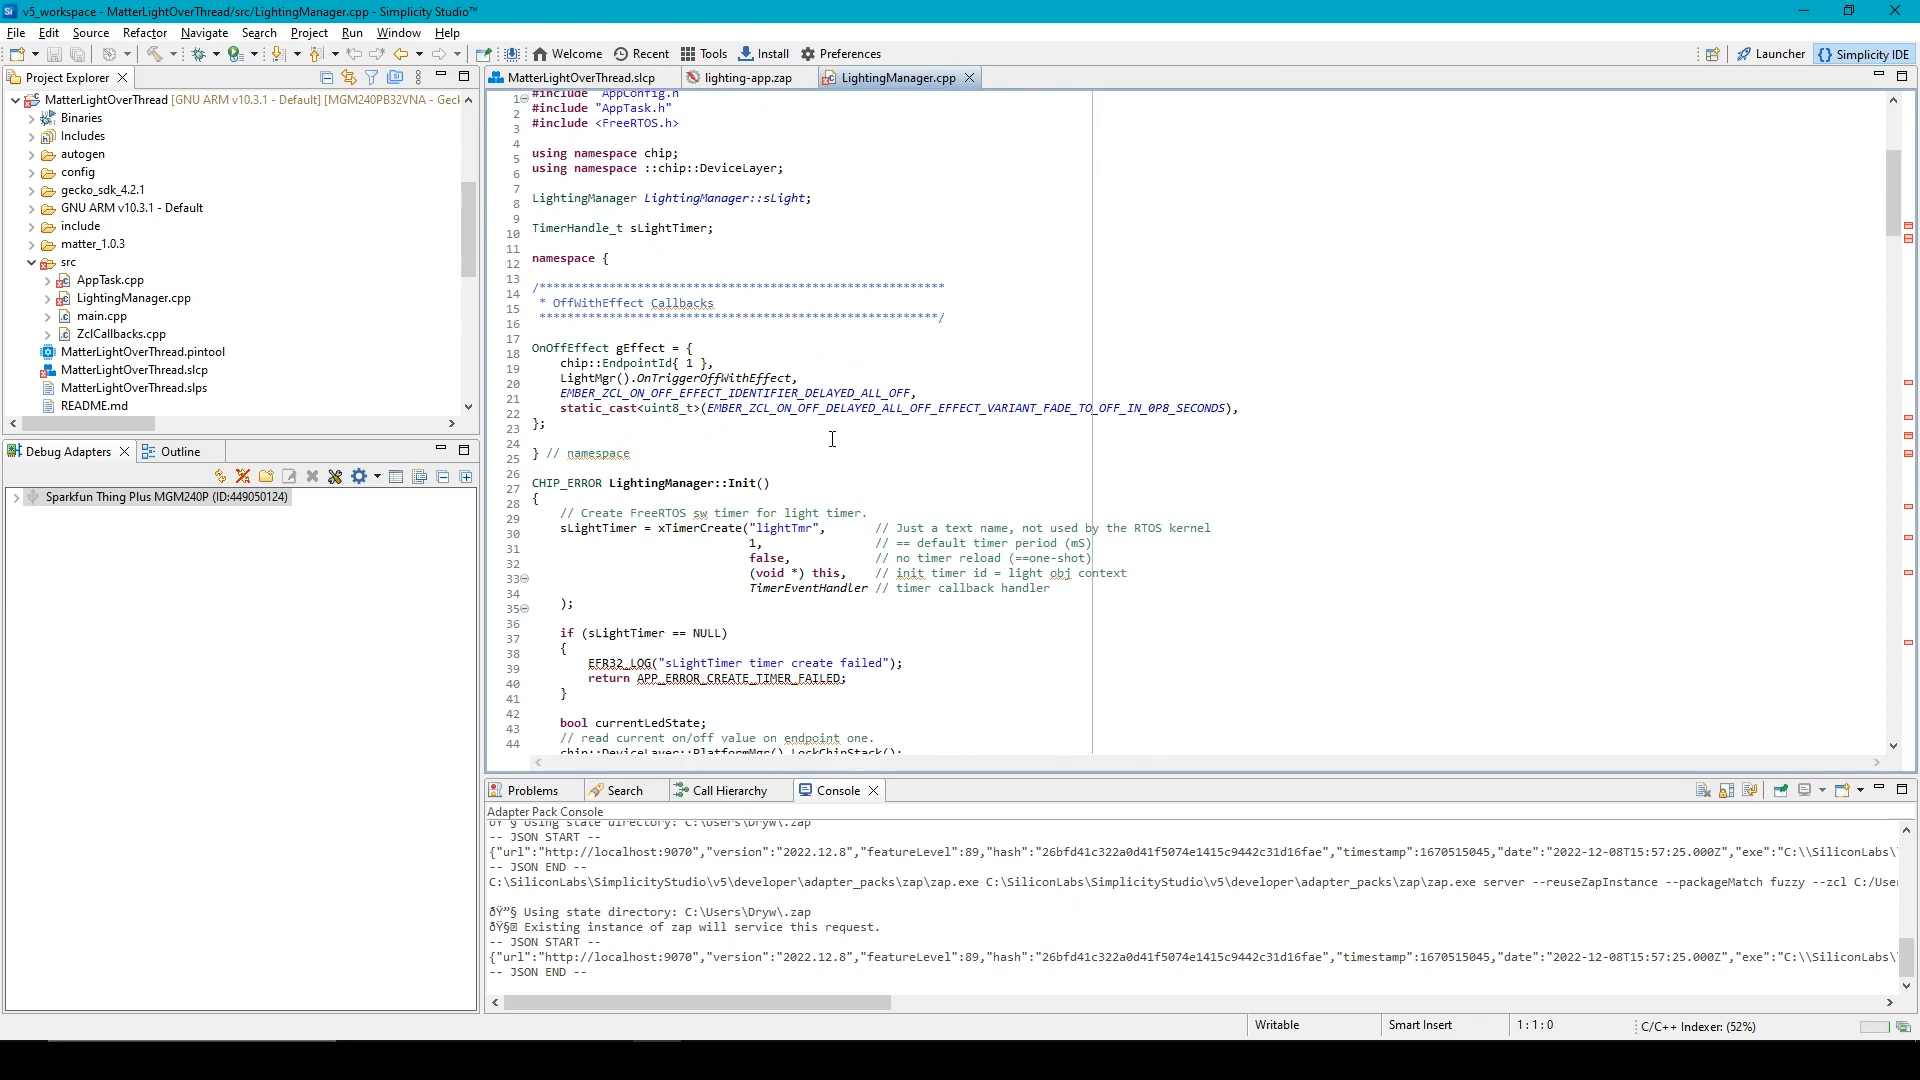 v5_workspace - MatterLightOverThread/src/LightingManager.cpp - Simplicity Studio™
File Edit Source Refactor Navigate Search Project Run Window Help
Welcome Recent Tools Install Preferences
Launcher Simplicity IDE
Project Explorer
MatterLightOverThread [GNU ARM v10.3.1 - Default] [MGM240PB32VNA - Geck
Binaries
Includes
autogen
config
gecko_sdk_4.2.1
GNU ARM v10.3.1 - Default
include
matter_1.0.3
src
AppTask.cpp
LightingManager.cpp
main.cpp
ZclCallbacks.cpp
MatterLightOverThread.pintool
MatterLightOverThread.slcp
MatterLightOverThread.slps
README.md
Debug Adapters Outline
Sparkfun Thing Plus MGM240P (ID:449050124)
MatterLightOverThread.slcp lighting-app.zap LightingManager.cpp
1 #include "AppConfig.h"
2 #include "AppTask.h"
3 #include <FreeRTOS.h>
4
5 using namespace chip;
6 using namespace ::chip::DeviceLayer;
7
8 LightingManager LightingManager::sLight;
9
10 TimerHandle_t sLightTimer;
11
12 namespace {
13
14 /**********************************************************
15 * OffWithEffect Callbacks
16 *********************************************************/
17
18 OnOffEffect gEffect = {
19 chip::EndpointId{ 1 },
20 LightMgr().OnTriggerOffWithEffect,
21 EMBER_ZCL_ON_OFF_EFFECT_IDENTIFIER_DELAYED_ALL_OFF,
22 static_cast<uint8_t>(EMBER_ZCL_ON_OFF_DELAYED_ALL_OFF_EFFECT_VARIANT_FADE_TO_OFF_IN_0P8_SECONDS),
23 };
24
25 } // namespace
26
27 CHIP_ERROR LightingManager::Init()
28 {
29 // Create FreeRTOS sw timer for light timer.
30 sLightTimer = xTimerCreate("lightTmr", // Just a text name, not used by the RTOS kernel
31 1, // == default timer period (mS)
32 false, // no timer reload (==one-shot)
33 (void *) this, // init timer id = light obj context
34 TimerEventHandler // timer callback handler
35 );
36
37 if (sLightTimer == NULL)
38 {
39 EFR32_LOG("sLightTimer timer create failed");
40 return APP_ERROR_CREATE_TIMER_FAILED;
41 }
42
43 bool currentLedState;
44 // read current on/off value on endpoint one.
chip::DeviceLayer::PlatformMgr().LockChipStack();
Problems Search Call Hierarchy Console
Adapter Pack Console
ðŸ”§ Using state directory: C:\Users\Dryw\.zap
-- JSON START --
{"url":"http://localhost:9070","version":"2022.12.8","featureLevel":89,"hash":"26bfd41c322a0d41f5074e1415c9442c31d16fae","timestamp":1670515045,"date":"2022-12-08T15:57:25.000Z","exe":"C:\\SiliconLabs\
-- JSON END --
C:\SiliconLabs\SimplicityStudio\v5\developer\adapter_packs\zap\zap.exe C:\SiliconLabs\SimplicityStudio\v5\developer\adapter_packs\zap\zap.exe server --reuseZapInstance --packageMatch fuzzy --zcl C:/User
ðŸ”§ Using state directory: C:\Users\Dryw\.zap
Existing instance of zap will service this request.
-- JSON START --
{"url":"http://localhost:9070","version":"2022.12.8","featureLevel":89,"hash":"26bfd41c322a0d41f5074e1415c9442c31d16fae","timestamp":1670515045,"date":"2022-12-08T15:57:25.000Z","exe":"C:\\SiliconLabs\
-- JSON END --
Writable Smart Insert 1 : 1 : 0 C/C++ Indexer: (52%)